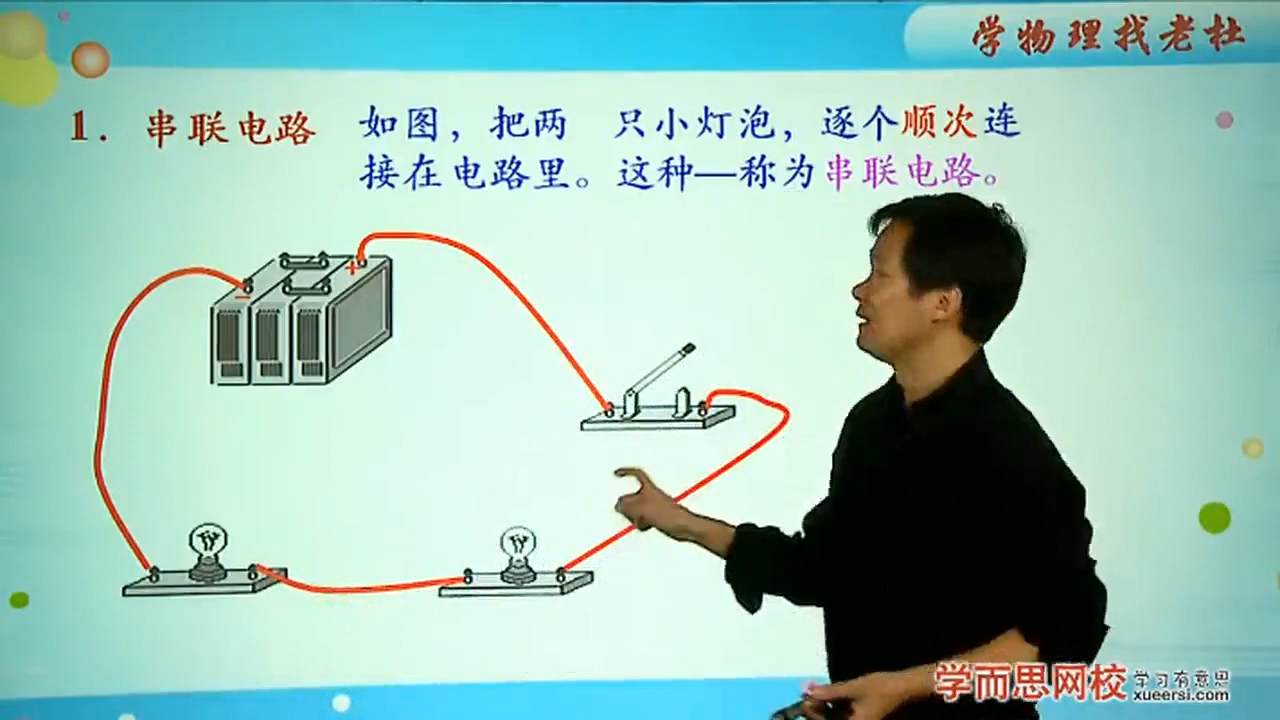 学物理找老杜
1. 串联电路 如图，把两 只小灯泡，逐个顺次连
接在电路里。这种—称为串联电路。
+
−
学而思网校 学习有意思
xueersi.com